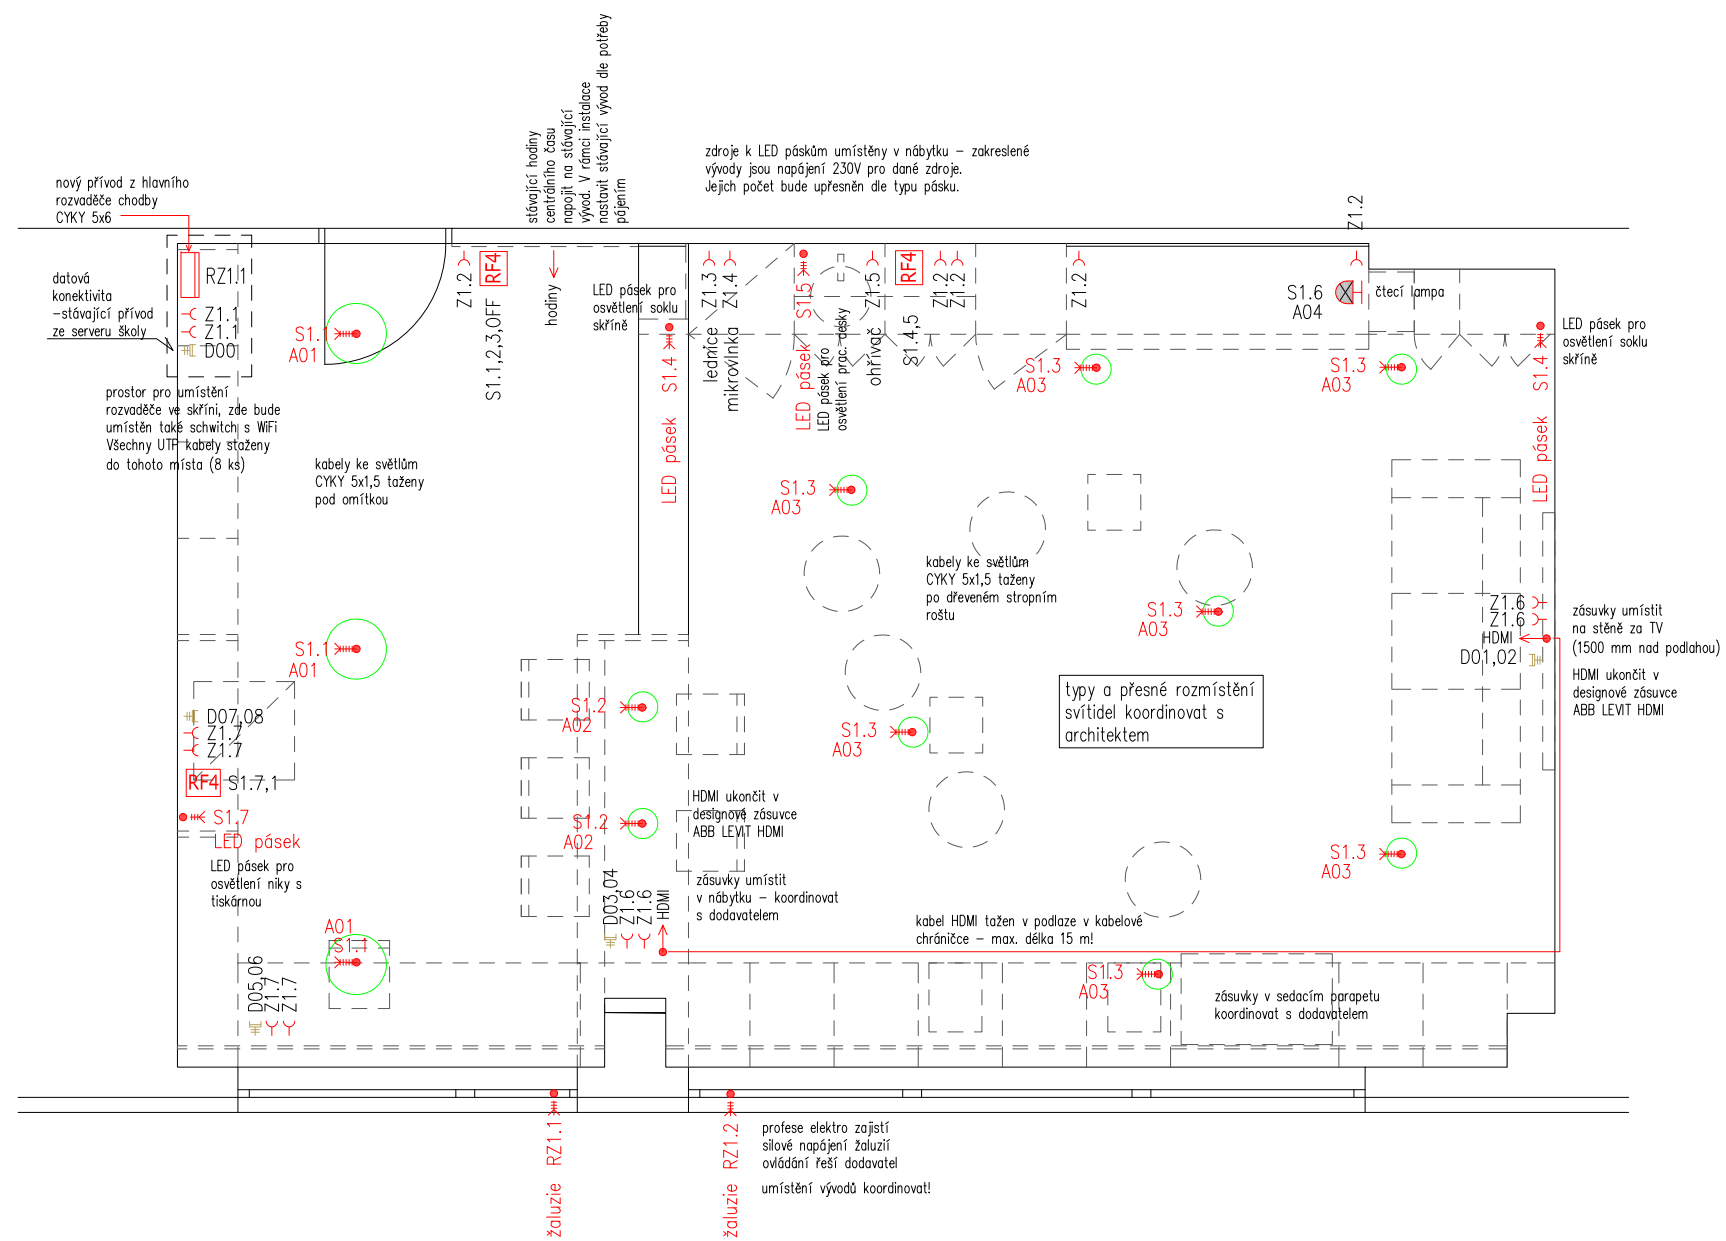 stávající hodiny
centrálního času
napojit na stávající
vývod. V rámci instalace
nastavit stávající vývod dle potřeby
pájením
zdroje k LED páskům umístěny v nábytku – zakreslené
vývody jsou napájení 230V pro dané zdroje.
Jejich počet bude upřesněn dle typu pásku.
nový přívod z hlavního
rozvaděče chodby
CYKY 5x6
Z1.2
datová
konektivita
-stávající přívod
ze serveru školy
RZ1.1
Z1.1
Z1.1
D00
S1.1
A01
Z1.2
RF4
S1.1,2,3,OFF
hodiny
LED pásek pro
osvětlení soklu
skříně
LED pásek S1.4
Z1.3
lednice
Z1.4
mikrovlnka
LED pásek S1.5
LED pásek pro
osvětlení prac. desky
Z1.5
ohřívač
RF4
S1.4,5
Z1.2
Z1.2
Z1.2
S1.6
A04
čtecí lampa
LED pásek pro
osvětlení soklu
skříně
LED pásek S1.4
S1.3
A03
S1.3
A03
prostor pro umístění
rozvaděče ve skříni, zde bude
umístěn také schwitch s WiFi
Všechny UTP kabely staženy
do tohoto místa (8 ks)
kabely ke světlům
CYKY 5x1,5 taženy
pod omítkou
S1.3
A03
kabely ke světlům
CYKY 5x1,5 taženy
po dřeveném stropním
roštu
S1.3
A03
Z1.6
Z1.6
HDMI
D01,02
zásuvky umístit
na stěně za TV
(1500 mm nad podlahou)
HDMI ukončit v
designové zásuvce
ABB LEVIT HDMI
S1.1
A01
typy a přesné rozmístění
svítidel koordinovat s
architektem
D07,08
Z1.7
Z1.7
RF4
S1.7,1
S1.7
LED pásek
LED pásek pro
osvětlení niky s
tiskárnou
S1.2
A02
S1.3
A03
HDMI ukončit v
designové zásuvce
ABB LEVIT HDMI
S1.2
A02
S1.3
A03
zásuvky umístit
v nábytku – koordinovat
s dodavatelem
D03,04
Z1.6
Z1.6
HDMI
kabel HDMI tažen v podlaze v kabelové
chráničce – max. délka 15 m!
A01
S1.1
D05,06
Z1.7
Z1.7
S1.3
A03
zásuvky v sedacím parapetu
koordinovat s dodavatelem
žaluzie RZ1.1
žaluzie RZ1.2
profese elektro zajistí
silové napájení žaluzií
ovládání řeší dodavatel
umístění vývodů koordinovat!